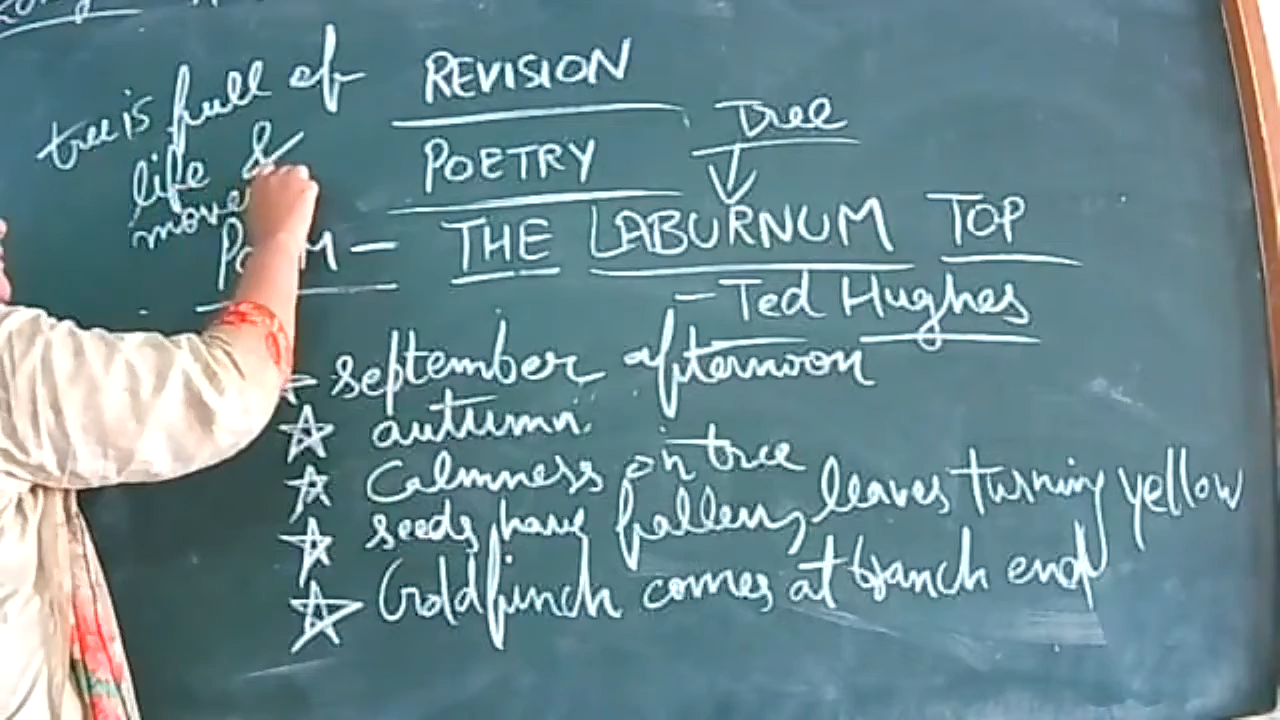 REVISION
POETRY
Tree
THE LABURNUM TOP
- Ted Hughes
september afternoon
autumn.
Calmness on tree
seeds have fallen, leaves turning yellow
Goldfinch comes at branch end
tree is full of
life &
move